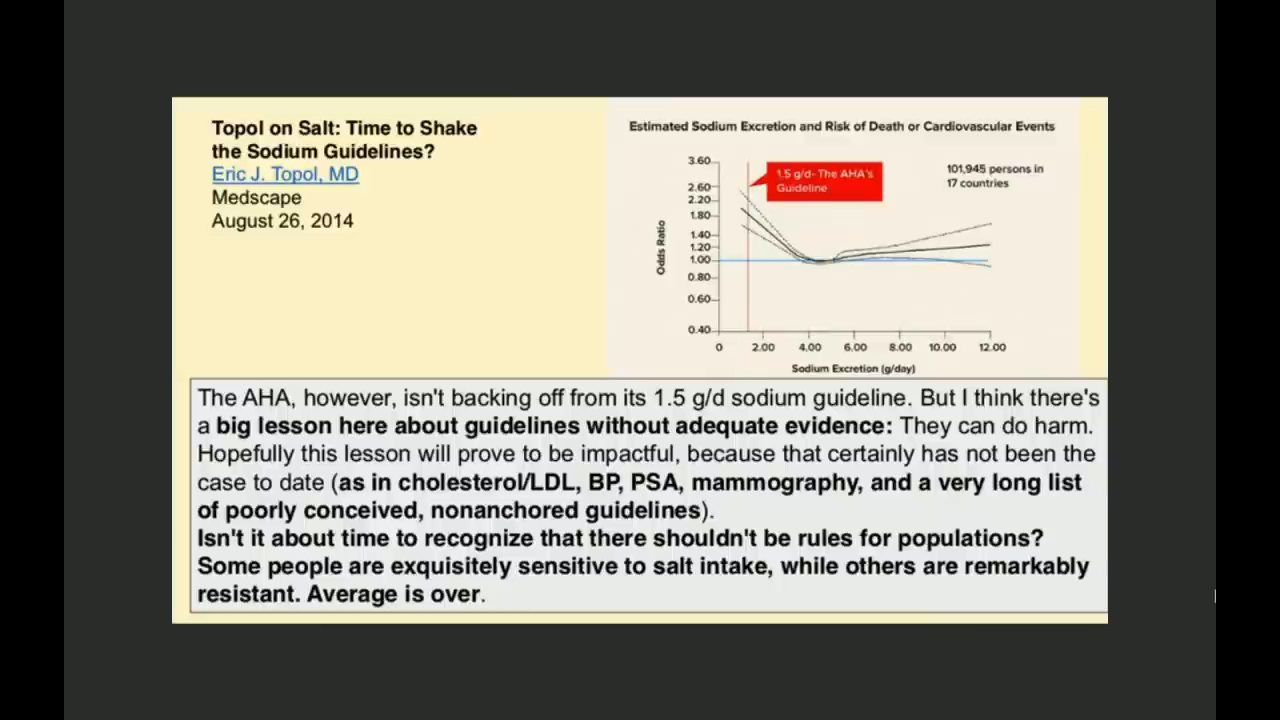 Topol on Salt: Time to Shake
the Sodium Guidelines?
Eric J. Topol, MD
Medscape
August 26, 2014
Estimated Sodium Excretion and Risk of Death or Cardiovascular Events
1.5 g/d- The AHA's
Guideline
101,945 persons in
17 countries
Odds Ratio
3.60
2.60
2.20
1.80
1.40
1.20
1.00
0.80
0.60
0.40
0 2.00 4.00 6.00 8.00 10.00 12.00
Sodium Excretion (g/day)
The AHA, however, isn't backing off from its 1.5 g/d sodium guideline. But I think there's
a big lesson here about guidelines without adequate evidence: They can do harm.
Hopefully this lesson will prove to be impactful, because that certainly has not been the
case to date (as in cholesterol/LDL, BP, PSA, mammography, and a very long list
of poorly conceived, nonanchored guidelines).
Isn't it about time to recognize that there shouldn't be rules for populations?
Some people are exquisitely sensitive to salt intake, while others are remarkably
resistant. Average is over.